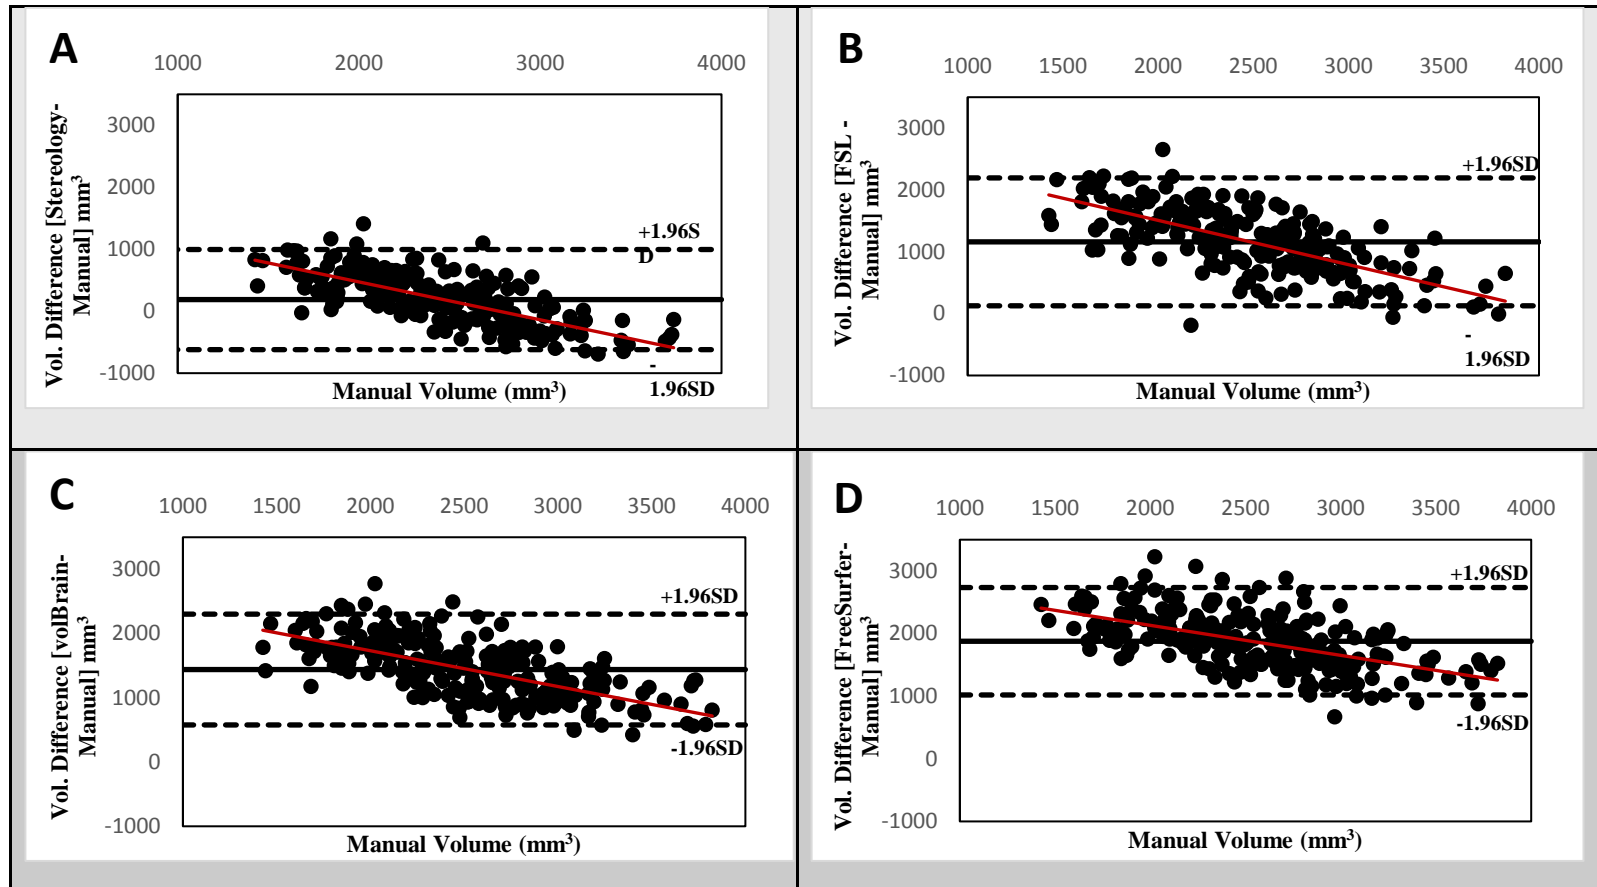 A
1000 2000 3000 4000
Vol. Difference [Stereology-
Manual] mm³
3000
2000
1000
0
-1000
+1.96S
D
-
1.96SD
Manual Volume (mm³)
B
1000 1500 2000 2500 3000 3500 4000
Vol. Difference [FSL -
Manual] mm³
3000
2000
1000
0
-1000
+1.96SD
-
1.96SD
Manual Volume (mm³)
C
1000 1500 2000 2500 3000 3500 4000
Vol. Difference [volBrain-
Manual] mm³
3000
2000
1000
0
-1000
+1.96SD
-1.96SD
Manual Volume (mm³)
D
1000 1500 2000 2500 3000 3500 4000
Vol. Difference [FreeSurfer-
Manual] mm³
3000
2000
1000
0
-1000
+1.96SD
-1.96SD
Manual Volume (mm³)